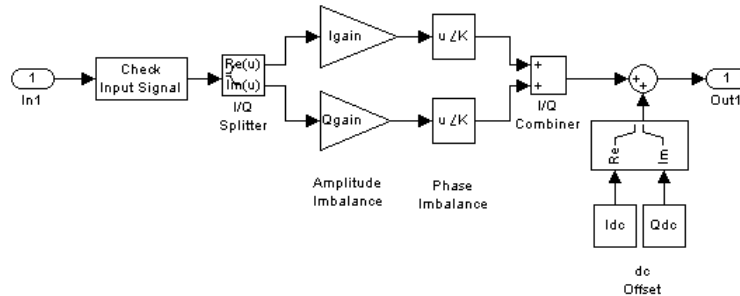 1
In1
Check
Input Signal
Re(u)
Im(u)
I/Q
Splitter
Igain
Qgain
Amplitude
Imbalance
u∠K
u∠K
Phase
Imbalance
+
+
I/Q
Combiner
+
+
1
Out1
Re
Im
Idc
Qdc
dc
Offset